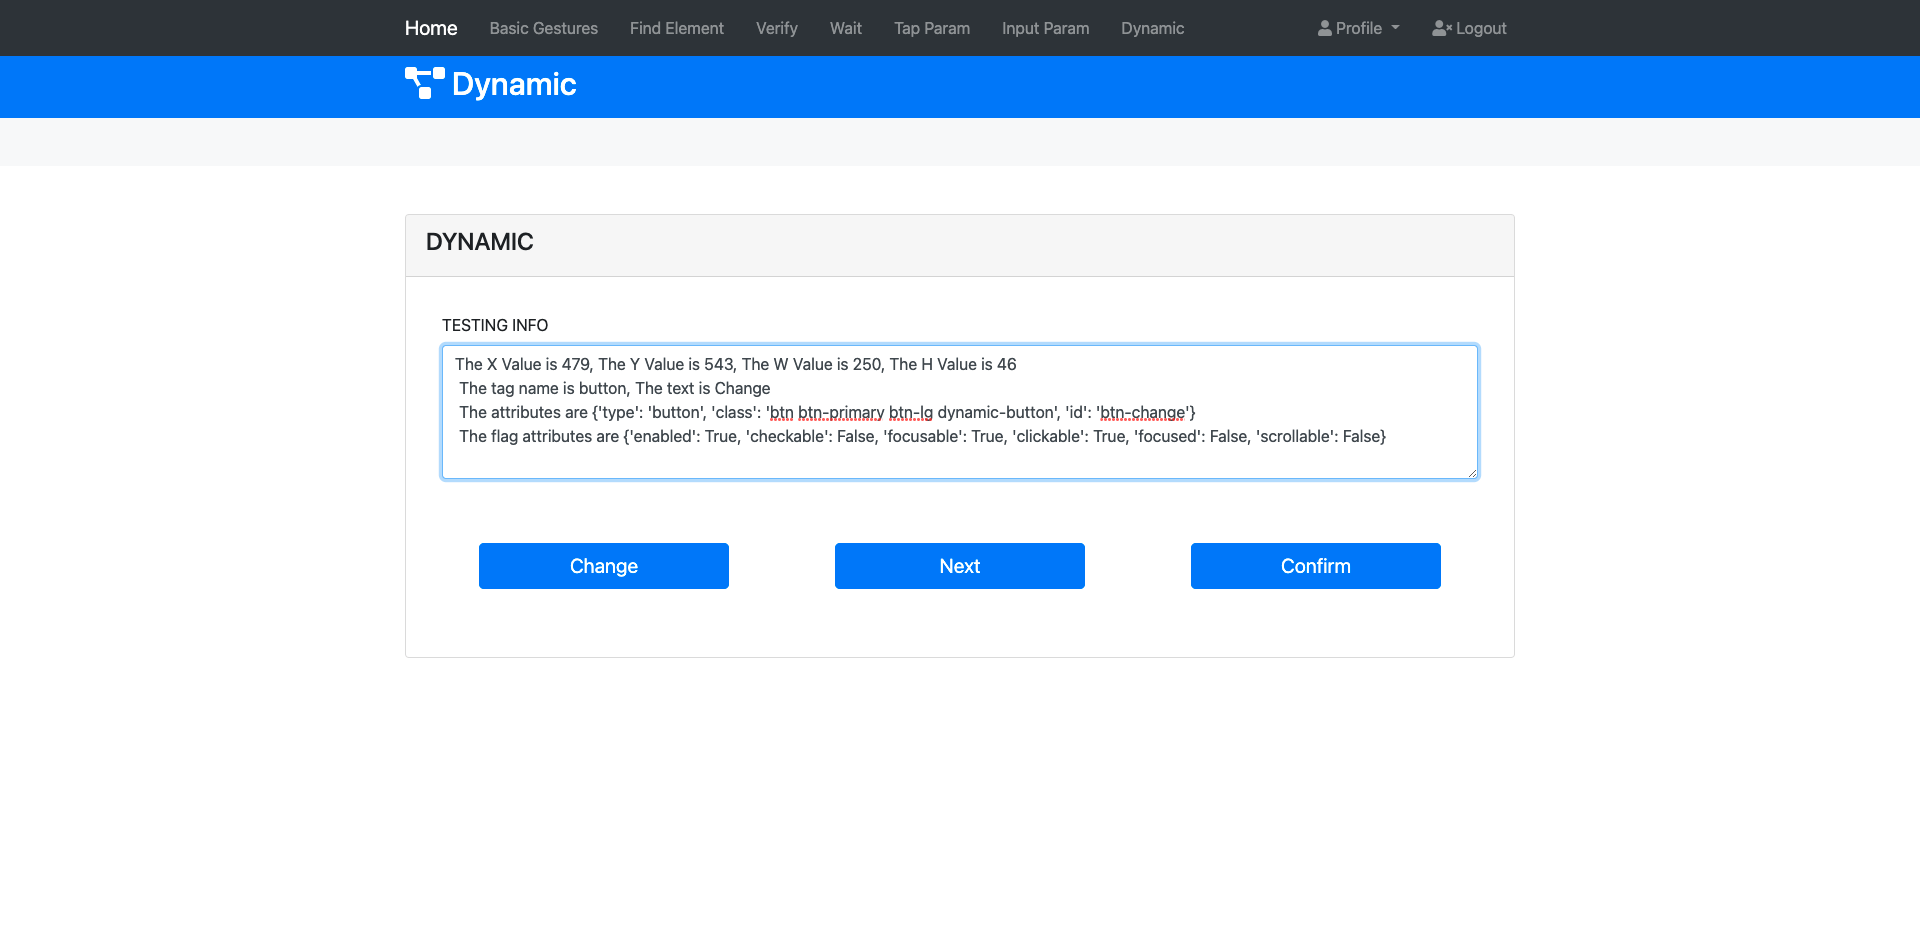 Home Basic Gestures Find Element Verify Wait Tap Param Input Param Dynamic Profile Logout
Dynamic
DYNAMIC
TESTING INFO
The X Value is 479, The Y Value is 543, The W Value is 250, The H Value is 46
The tag name is button, The text is Change
The attributes are {'type': 'button', 'class': 'btn btn-primary btn-lg dynamic-button', 'id': 'btn-change'}
The flag attributes are {'enabled': True, 'checkable': False, 'focusable': True, 'clickable': True, 'focused': False, 'scrollable': False}
Change Next Confirm